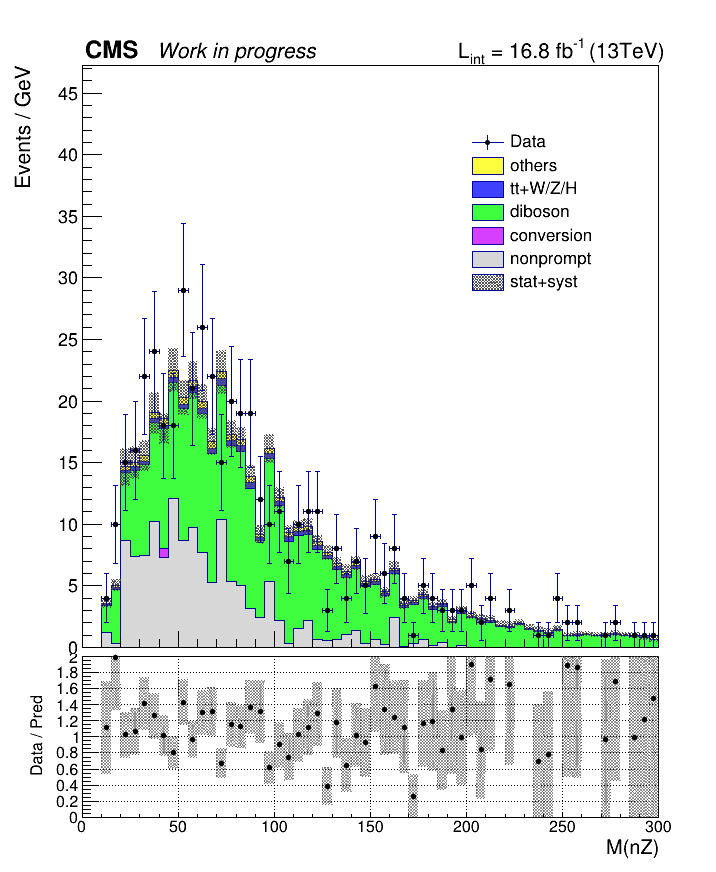 CMS Work in progress L_int = 16.8 fb^-1 (13TeV)
Events / GeV
45
40
35
30
25
20
15
10
5
0
Data
others
tt+W/Z/H
diboson
conversion
nonprompt
stat+syst
Data / Pred
2
1.8
1.6
1.4
1.2
1
0.8
0.6
0.4
0.2
0
0 50 100 150 200 250 300
M(nZ)